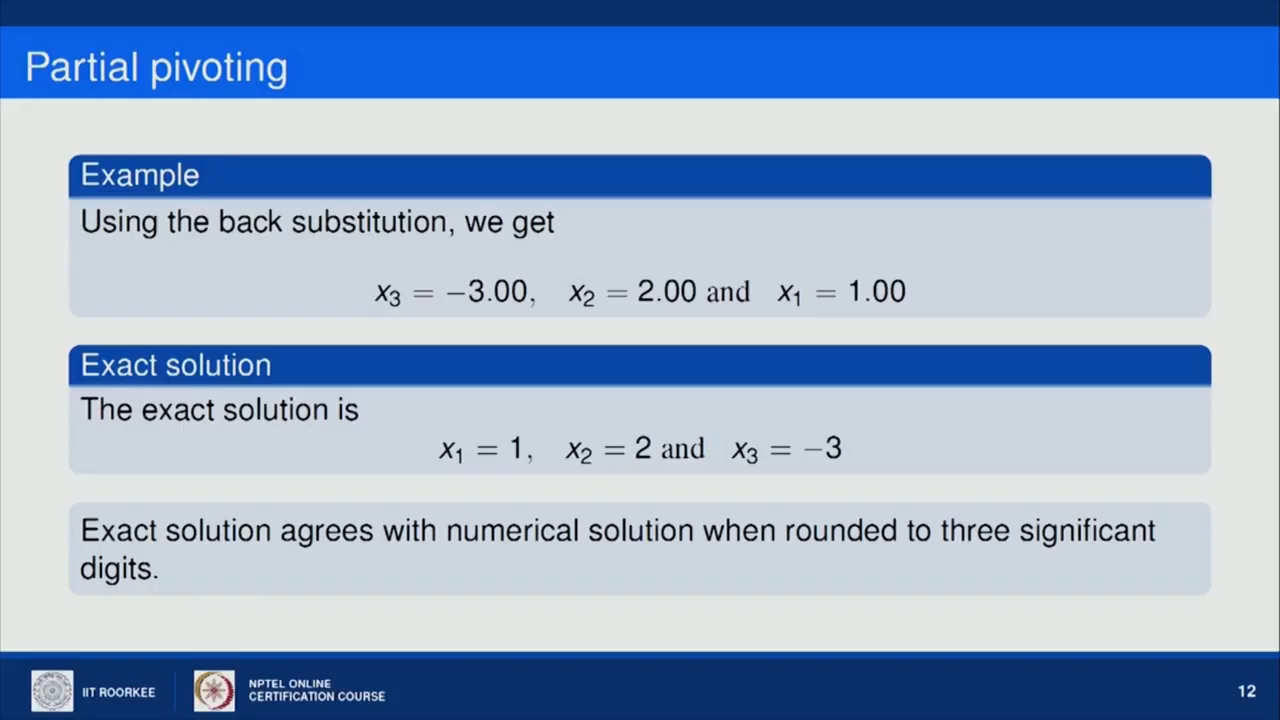 Partial pivoting
Example
Using the back substitution, we get
x₃ = −3.00, x₂ = 2.00 and x₁ = 1.00
Exact solution
The exact solution is
x₁ = 1, x₂ = 2 and x₃ = −3
Exact solution agrees with numerical solution when rounded to three significant
digits.
IIT ROORKEE
NPTEL ONLINE
CERTIFICATION COURSE
12